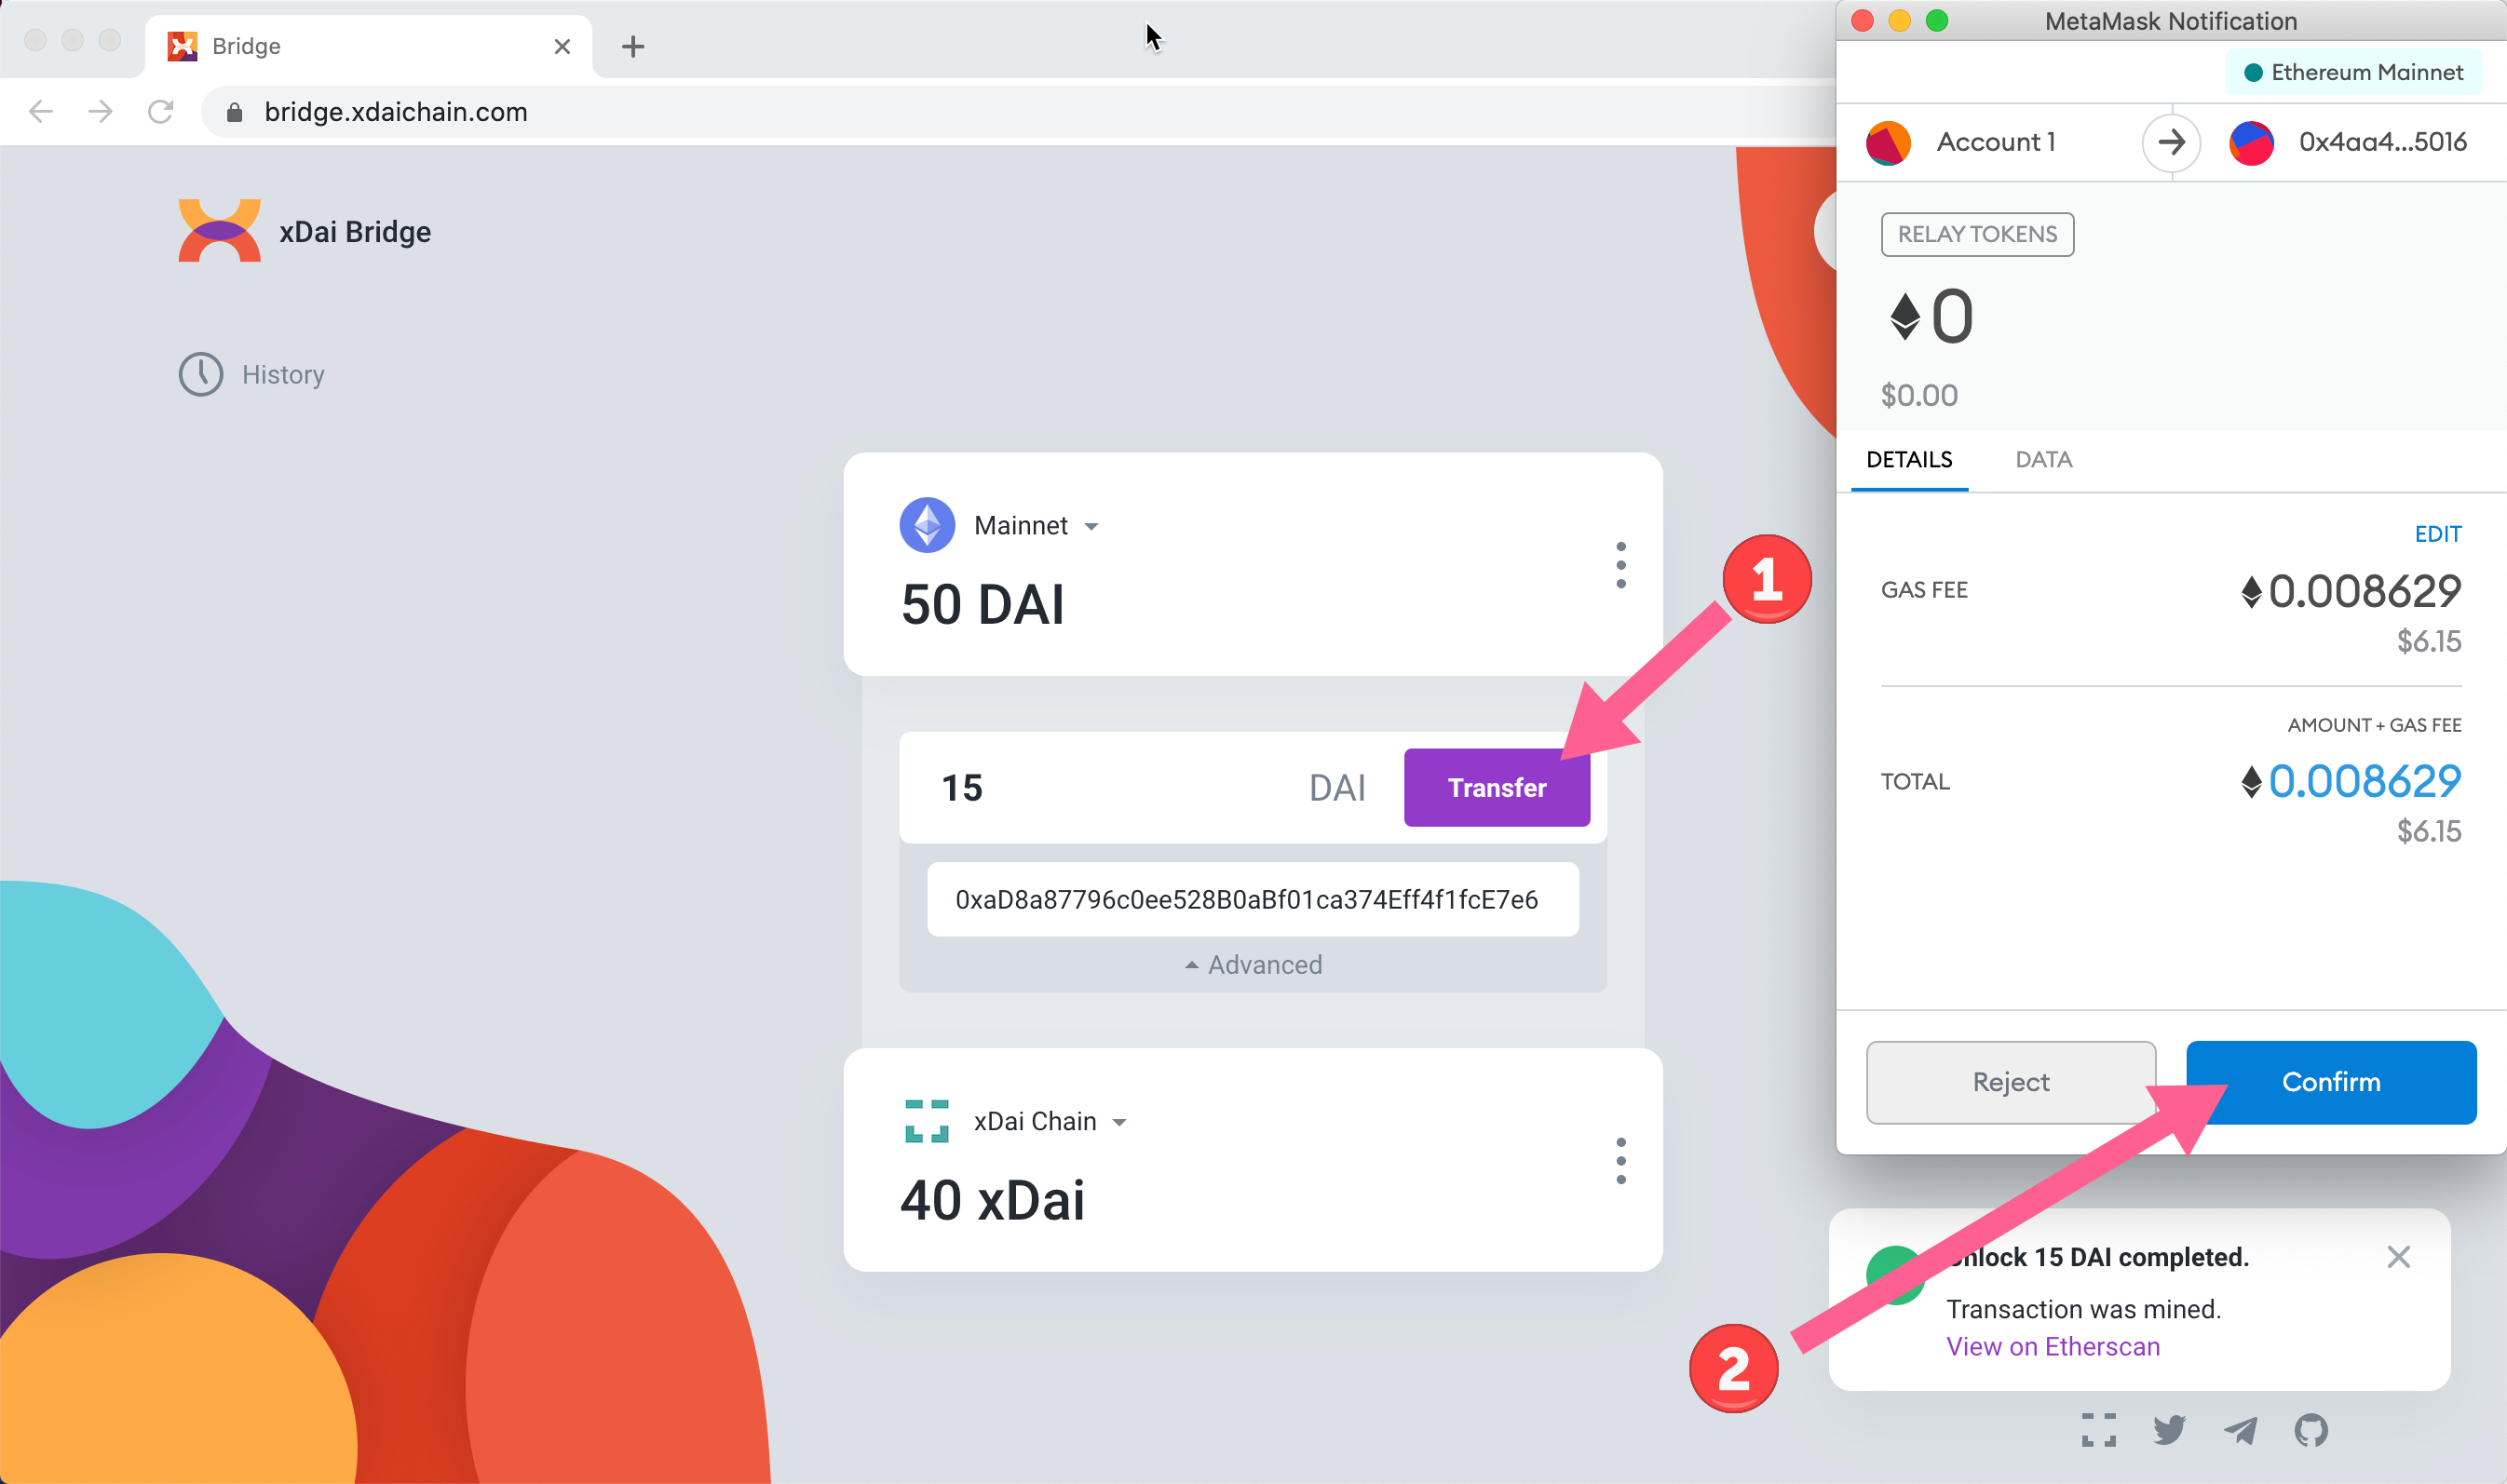 Bridge
bridge.xdaichain.com
xDai Bridge
History
Mainnet
50 DAI
15 DAI Transfer
0xaD8a87796c0ee528B0aBf01ca374Eff4f1fcE7e6
Advanced
xDai Chain
40 xDai
1
2
MetaMask Notification
Ethereum Mainnet
Account 1 0x4aa4...5016
RELAY TOKENS
0
$0.00
DETAILS DATA
EDIT
GAS FEE 0.008629
$6.15
AMOUNT + GAS FEE
TOTAL 0.008629
$6.15
Reject Confirm
15 DAI completed.
Transaction was mined.
View on Etherscan